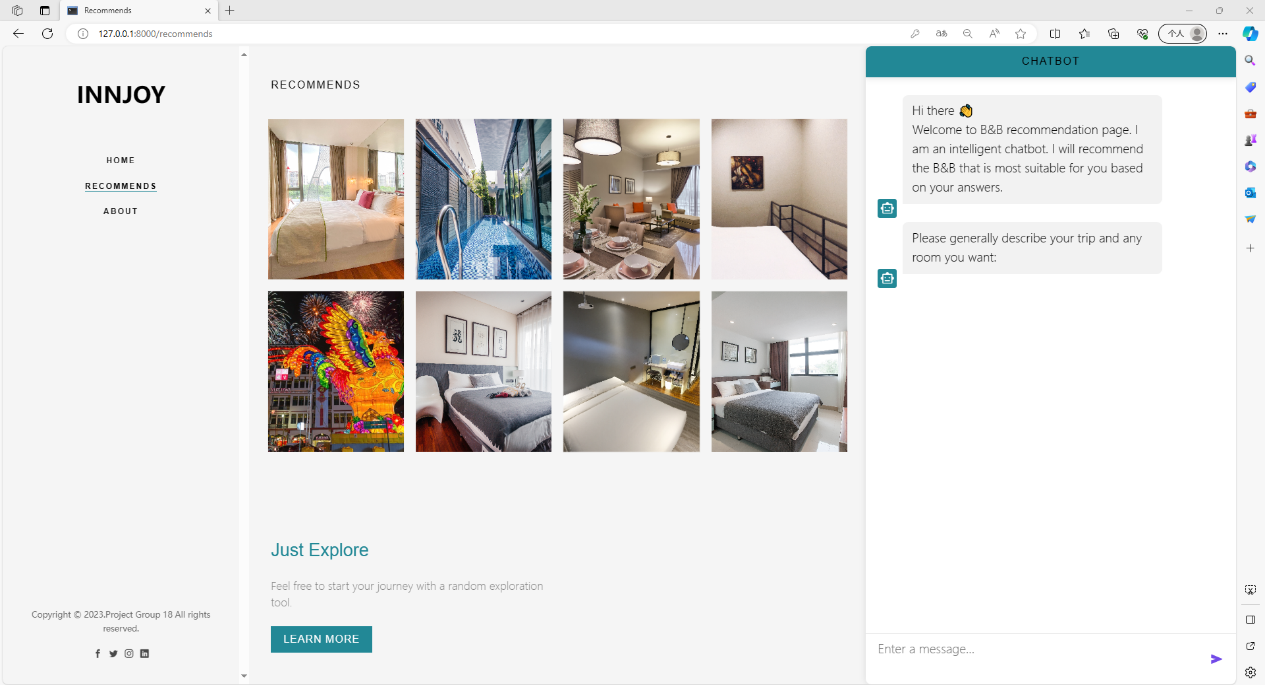 Recommends
127.0.0.1:8000/recommends
aあ
A
个人
INNJOY
HOME
RECOMMENDS
ABOUT
Copyright © 2023.Project Group 18 All rights
reserved.
RECOMMENDS
Just Explore
Feel free to start your journey with a random exploration
tool.
LEARN MORE
CHATBOT
Hi there 👋
Welcome to B&B recommendation page. I
am an intelligent chatbot. I will recommend
the B&B that is most suitable for you based
on your answers.
Please generally describe your trip and any
room you want:
Enter a message...